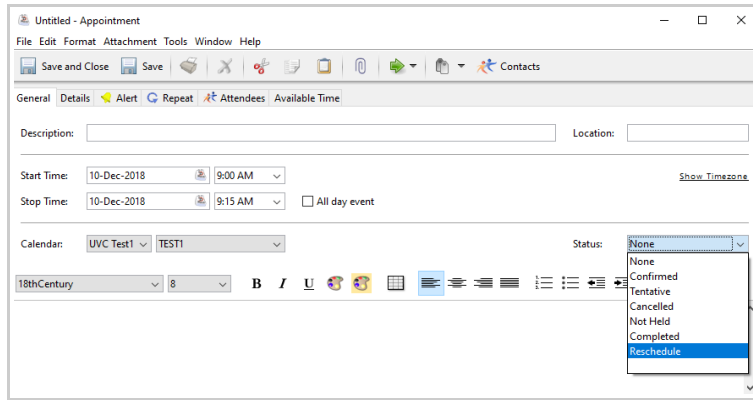 Untitled - Appointment
File Edit Format Attachment Tools Window Help
Save and Close Save Contacts
General Details Alert Repeat Attendees Available Time
Description: Location:
Start Time: 10-Dec-2018 9:00 AM Show Timezone
Stop Time: 10-Dec-2018 9:15 AM All day event
Calendar: UVC Test1 TEST1 Status: None
None
18thCentury 8 B I U Confirmed
Tentative
Cancelled
Not Held
Completed
Reschedule